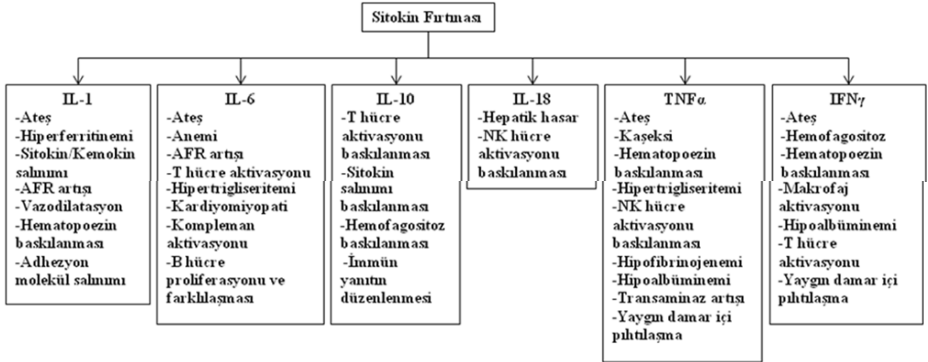 Sitokin Fırtınası
IL-1
-Ateş
-Hiperferritinemi
-Sitokin/Kemokin
salınımı
-AFR artışı
-Vazodilatasyon
-Hematopoezin
baskılanması
-Adhezyon
molekül salınımı
IL-6
-Ateş
-Anemi
-AFR artışı
-T hücre aktivasyonu
-Hipertrigliseritemi
-Kardiyomiyopati
-Kompleman
aktivasyonu
-B hücre
proliferasyonu ve
farklılaşması
IL-10
-T hücre
aktivasyonu
baskılanması
-Sitokin
salınımı
baskılanması
-Hemofagositoz
baskılanması
-İmmün
yanıtın
düzenlenmesi
IL-18
-Hepatik hasar
-NK hücre
aktivasyonu
baskılanması
TNFα
-Ateş
-Kaşeksi
-Hematopoezin
baskılanması
-Hipertrigliseritemi
-NK hücre
aktivasyonu
baskılanması
-Hipofibrinojenemi
-Hipoalbüminemi
-Transaminaz artışı
-Yaygın damar içi
pıhtılaşma
IFNγ
-Ateş
-Hemofagositoz
-Hematopoezin
baskılanması
-Makrofaj
aktivasyonu
-Hipoalbüminemi
-T hücre
aktivasyonu
-Yaygın damar içi
pıhtılaşma